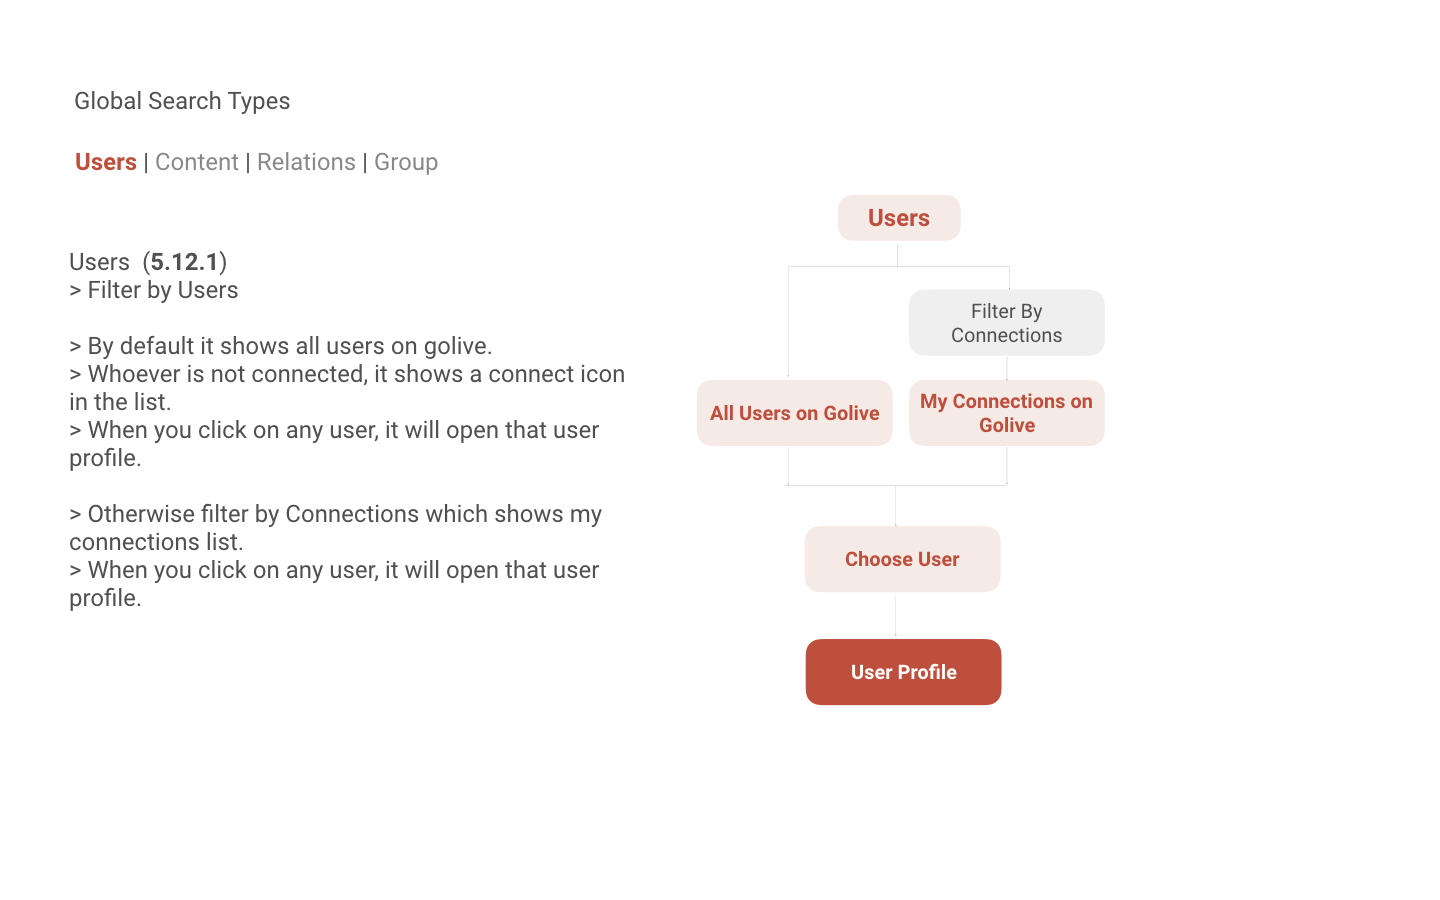 Global Search Types
Users | Content | Relations | Group
Users  (5.12.1)
> Filter by Users
> By default it shows all users on golive.
> Whoever is not connected, it shows a connect icon
in the list.
> When you click on any user, it will open that user
profile.
> Otherwise filter by Connections which shows my
connections list.
> When you click on any user, it will open that user
profile.
Users
Filter By
Connections
All Users on Golive
My Connections on
Golive
Choose User
User Profile